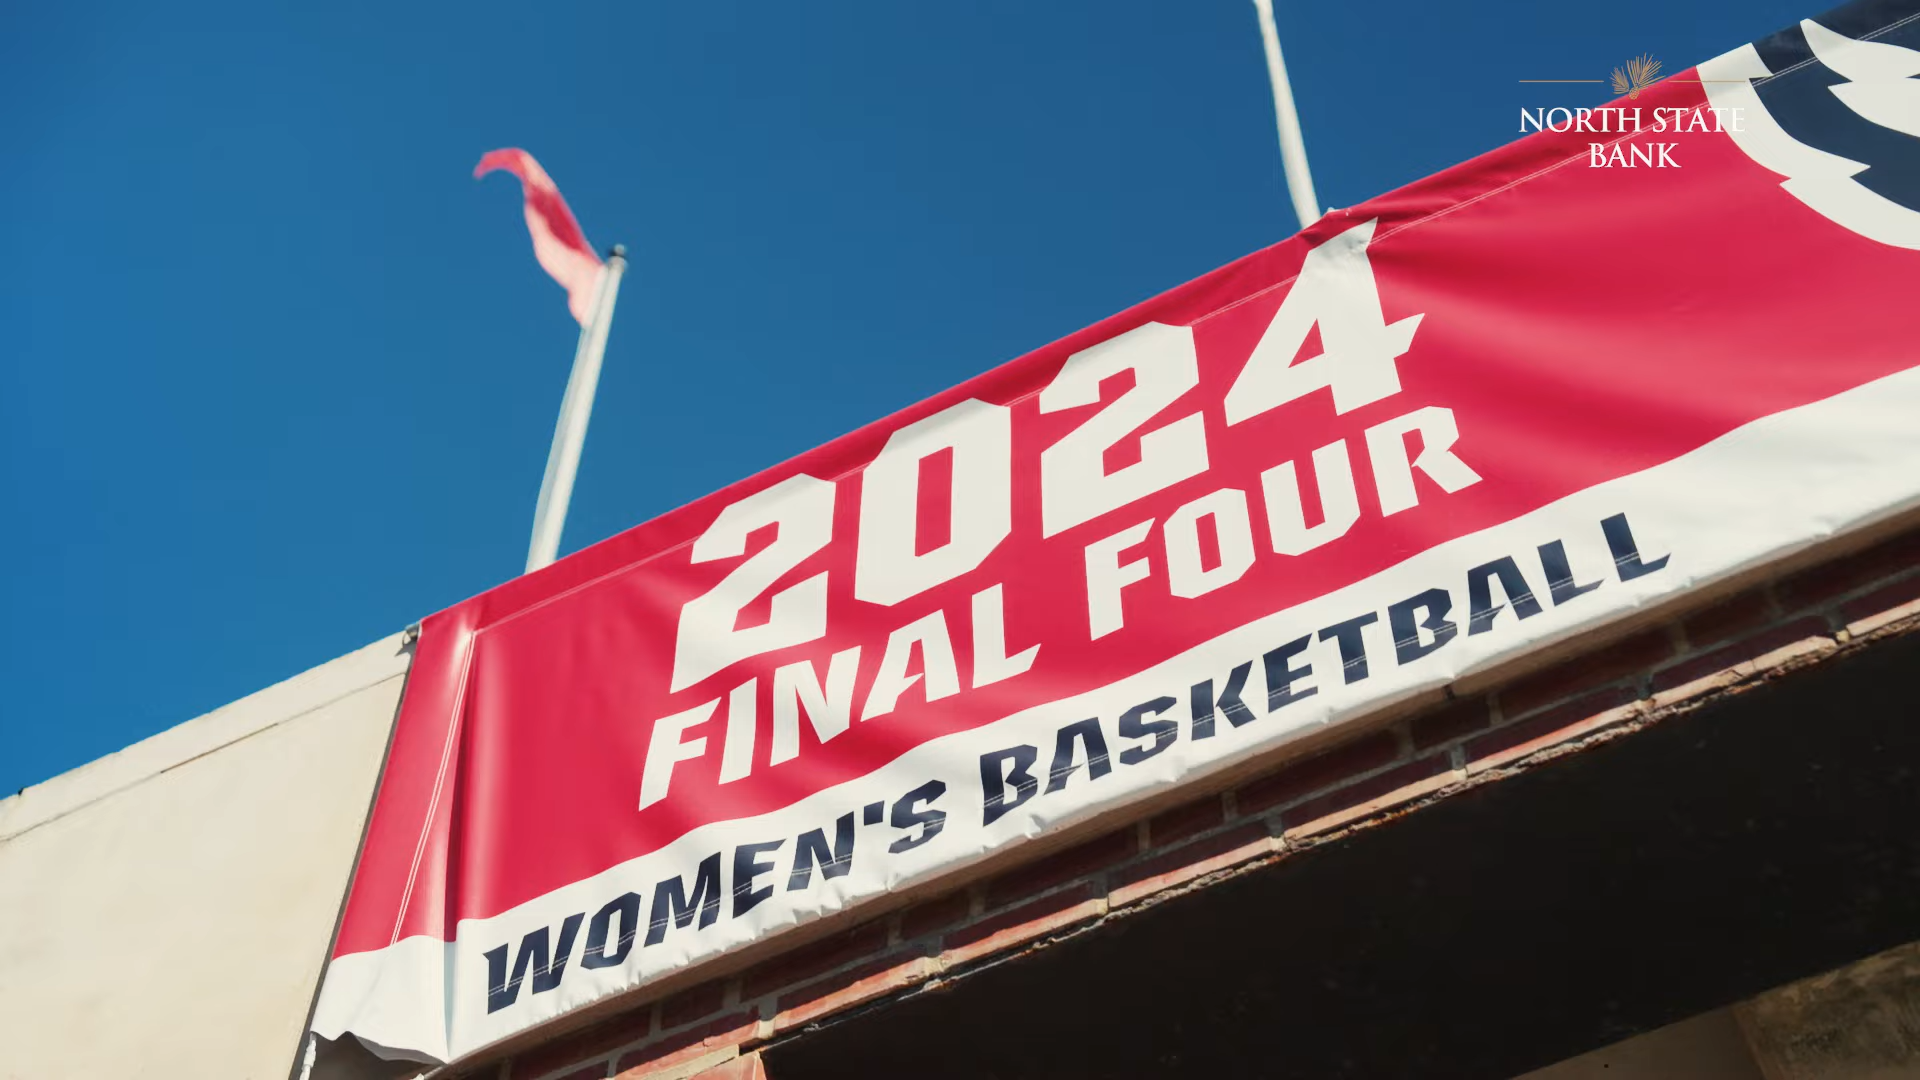 NORTH STATE
BANK
2024
FINAL FOUR
WOMEN'S BASKETBALL